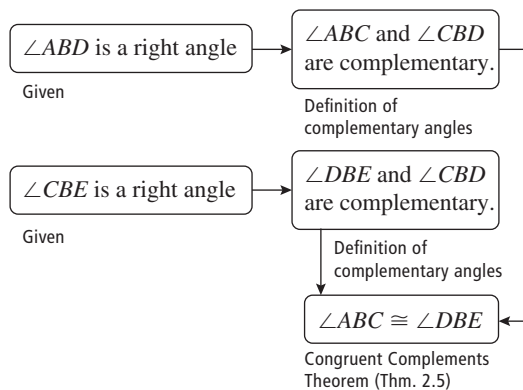 ∠ABD is a right angle
Given
∠ABC and ∠CBD
are complementary.
Definition of
complementary angles
∠CBE is a right angle
Given
∠DBE and ∠CBD
are complementary.
Definition of
complementary angles
∠ABC ≅ ∠DBE
Congruent Complements
Theorem (Thm. 2.5)